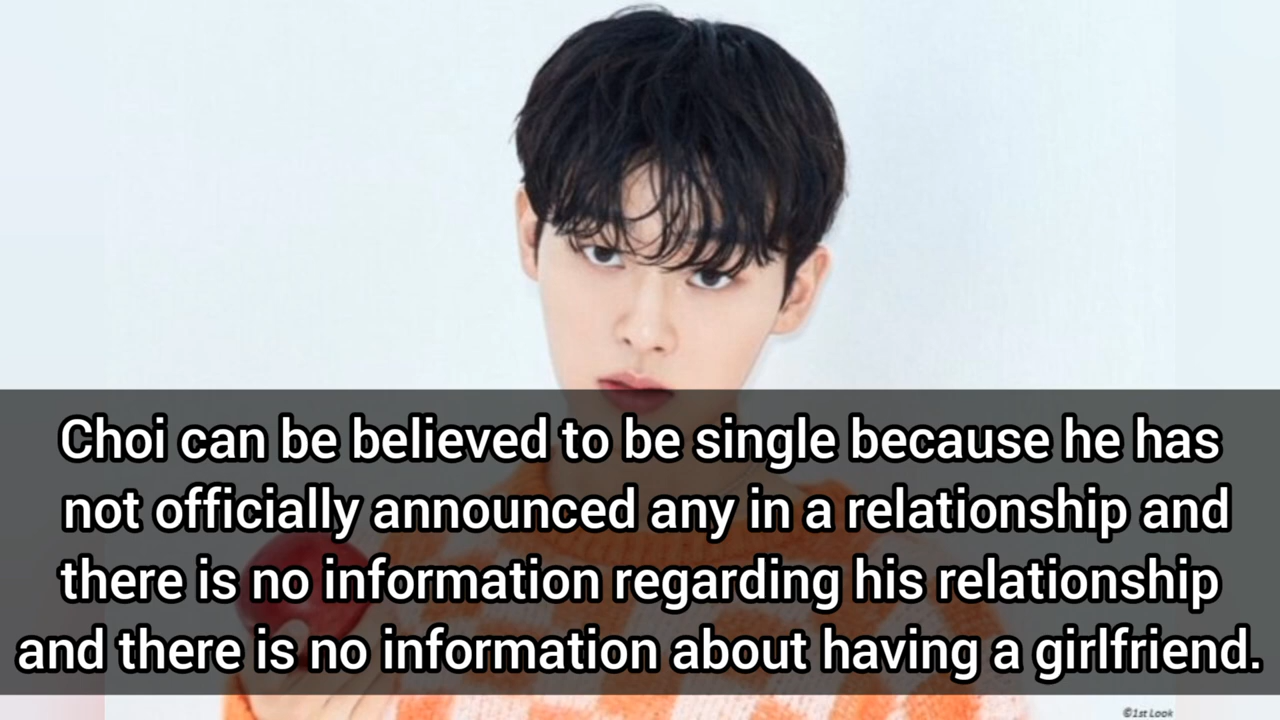 Choi can be believed to be single because he has
not officially announced any in a relationship and
there is no information regarding his relationship
and there is no information about having a girlfriend.
©1st Look